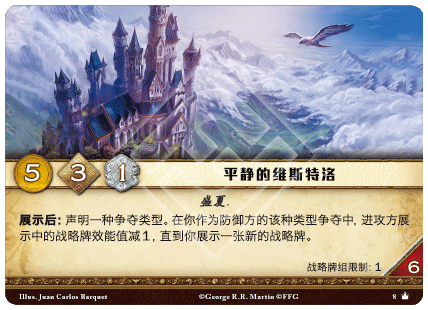 5 3 1 平静的维斯特洛
盛夏.
展示后: 声明一种争夺类型。在你作为防御方的该种类型争夺中，进攻方展
示中的战略牌效能值减1，直到你展示一张新的战略牌。
战略牌组限制: 1
6
Illus. Juan Carlos Barquet ©George R.R. Martin ©FFG 8